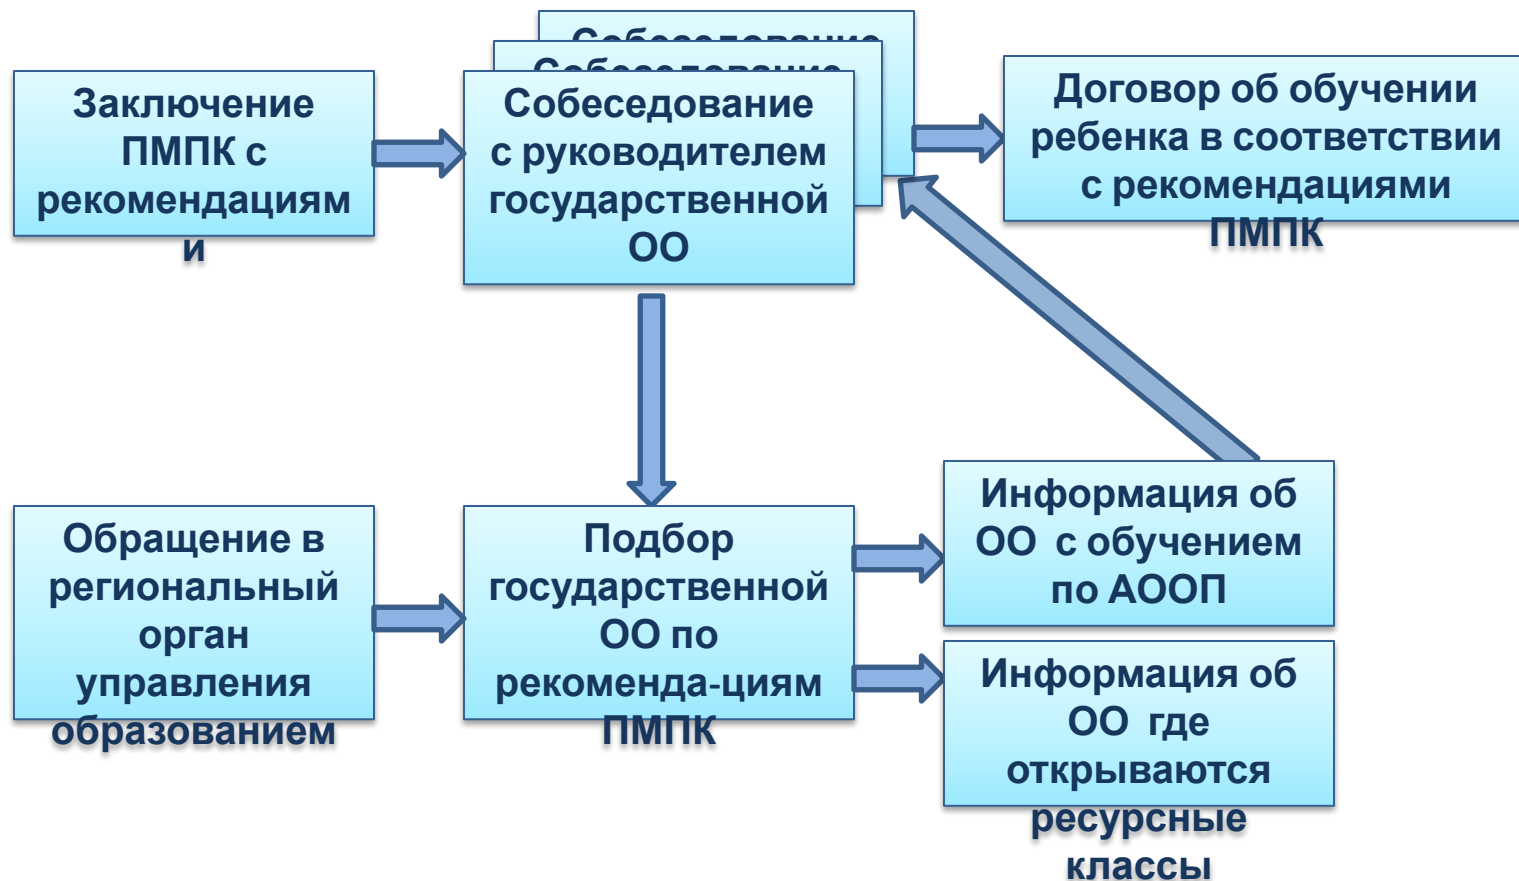 Заключение
ПМПК с
рекомендациям
и
Собеседование
Собеседование
Собеседование
с руководителем
государственной
ОО
Договор об обучении
ребенка в соответствии
с рекомендациями
ПМПК
Обращение в
региональный
орган
управления
образованием
Подбор
государственной
ОО по
рекоменда-циям
ПМПК
Информация об
ОО с обучением
по АООП
Информация об
ОО где
открываются
ресурсные
классы